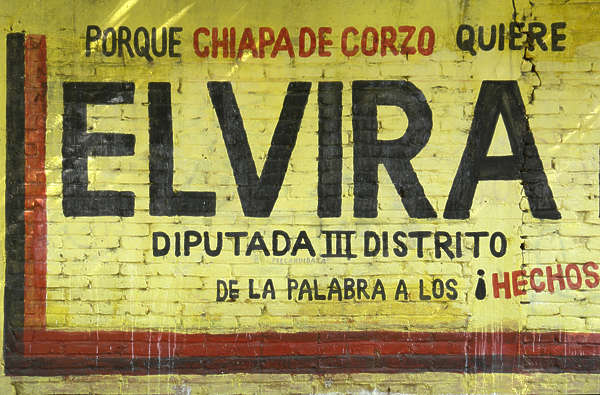 PORQUE CHIAPA DE CORZO QUIERE
ELVIRA
DIPUTADA III DISTRITO
DE LA PALABRA A LOS ¡HECHOS